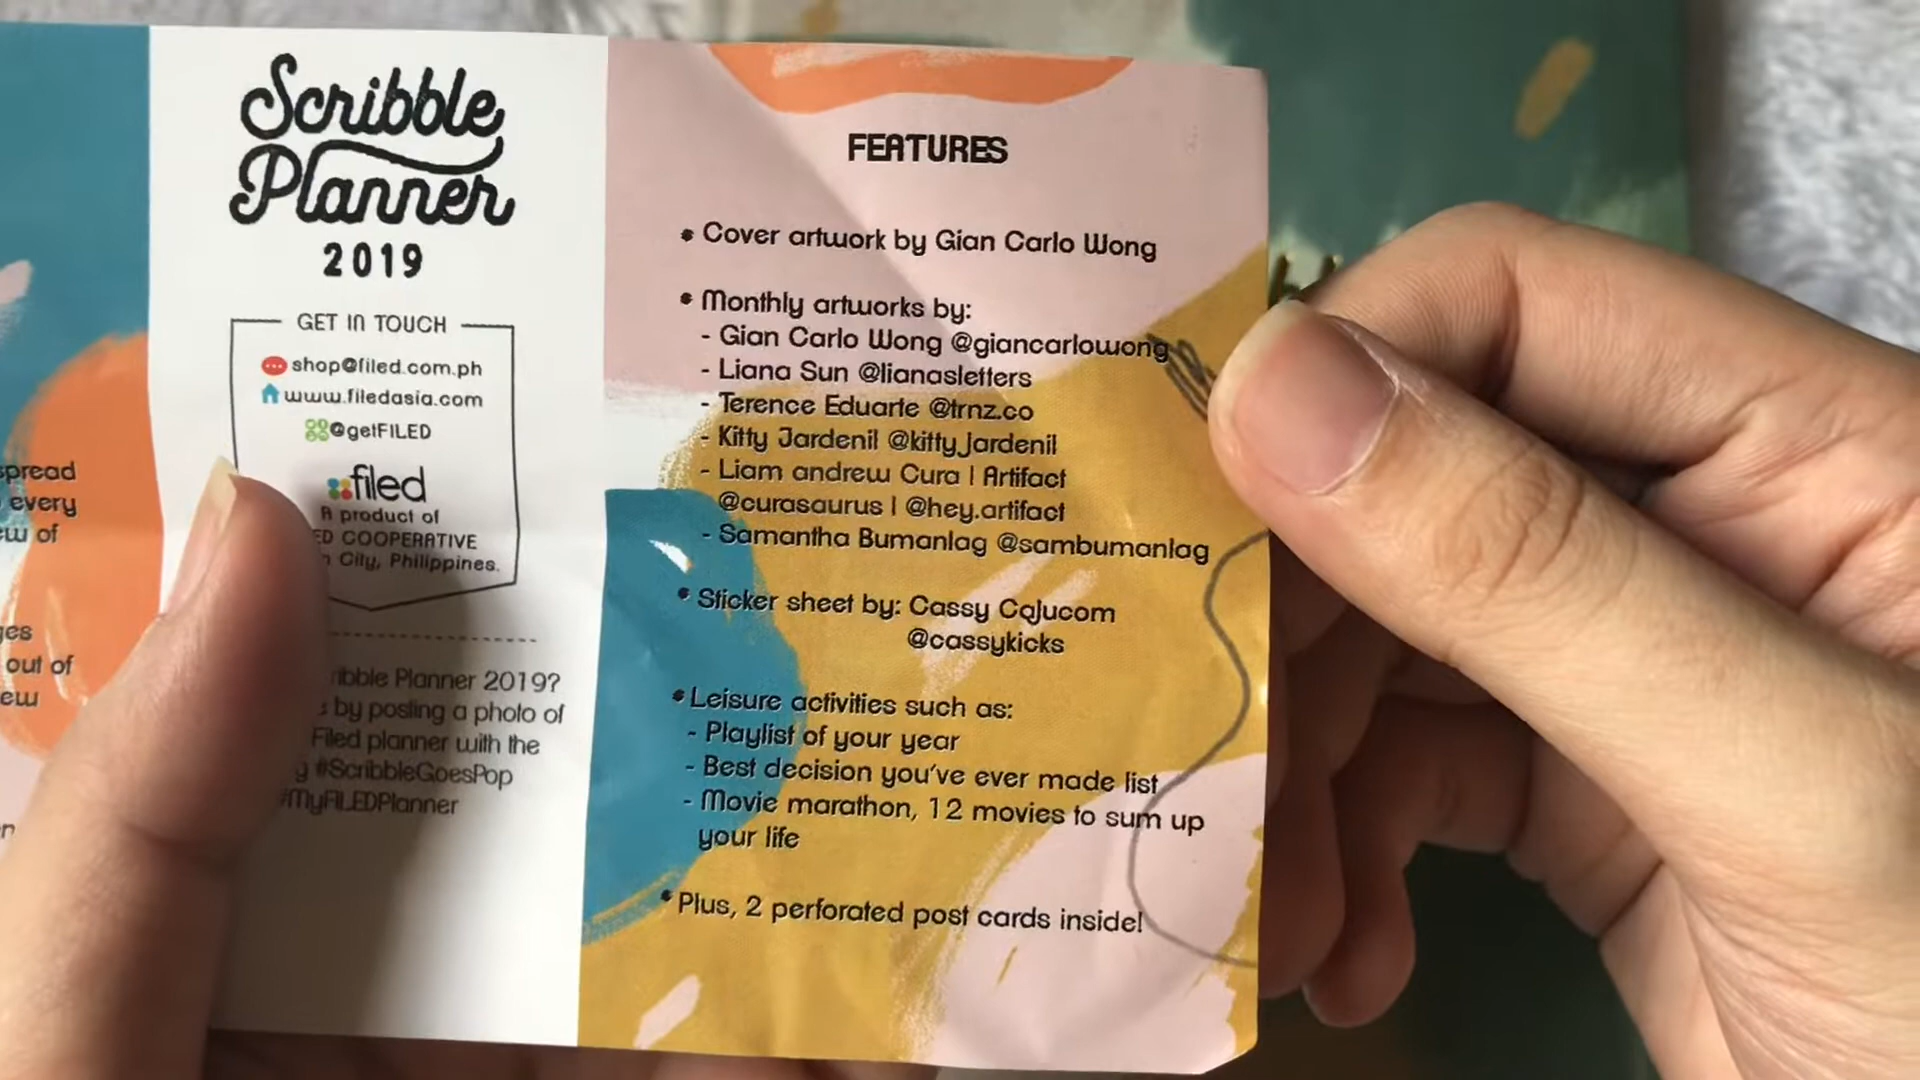 spread
every
ew of
ges
out of
ew
Scribble
Planner
2019
GET IN TOUCH
shop@filed.com.ph
www.filedasia.com
@getFILED
filed
A product of
ED COOPERATIVE
n City, Philippines.
ribble Planner 2019?
s by posting a photo of
Filed planner with the
g #ScribbleGoesPop
#MyFILEDPlanner
FEATURES
• Cover artwork by Gian Carlo Wong
• Monthly artworks by:
- Gian Carlo Wong @giancarlowong
- Liana Sun @lianasletters
- Terence Eduarte @trnz.co
- Kitty Jardenil @kittyjardenil
- Liam andrew Cura | Artifact
@curasaurus | @hey.artifact
- Samantha Bumanlag @sambumanlag
• Sticker sheet by: Cassy Cajucom
@cassykicks
• Leisure activities such as:
- Playlist of your year
- Best decision you've ever made list
- Movie marathon, 12 movies to sum up
your life
• Plus, 2 perforated post cards inside!